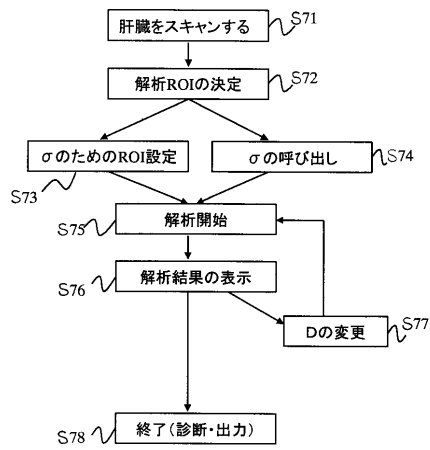 肝臓をスキャンする
S71
解析ROIの決定
S72
σのためのROI設定
S73
σの呼び出し
S74
解析開始
S75
解析結果の表示
S76
Dの変更
S77
終了(診断・出力)
S78